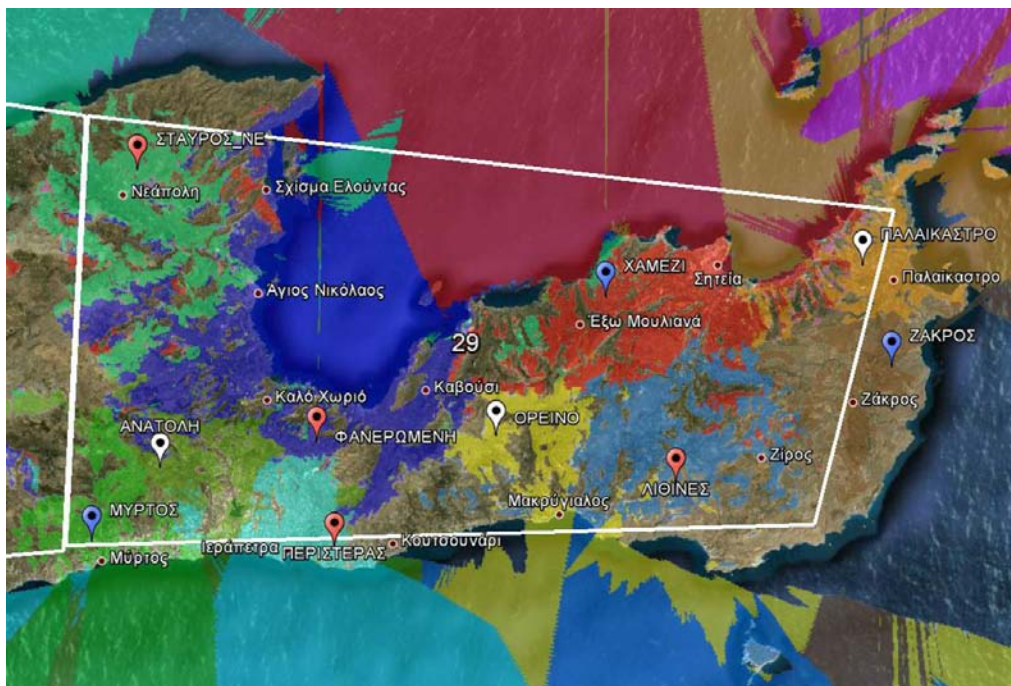 ΣΤΑΥΡΟΣ_ΝΕ
Νεάπολη
Σχίσμα Ελούντας
ΠΑΛΑΙΚΑΣΤΡΟ
ΧΑΜΕΖΙ
Σητεία
Παλαίκαστρο
Άγιος Νικόλαος
Έξω Μουλιανά
29
ΖΑΚΡΟΣ
Καβούσι
Καλό Χωριό
Ζάκρος
ΑΝΑΤΟΛΗ
ΦΑΝΕΡΩΜΕΝΗ
ΟΡΕΙΝΟ
Ζίρος
ΛΙΘΙΝΕΣ
Μακρύγιαλος
ΜΥΡΤΟΣ
Ιεράπετρα
ΠΕΡΙΣΤΕΡΑΣ
Κουτσουνάρι
Μύρτος